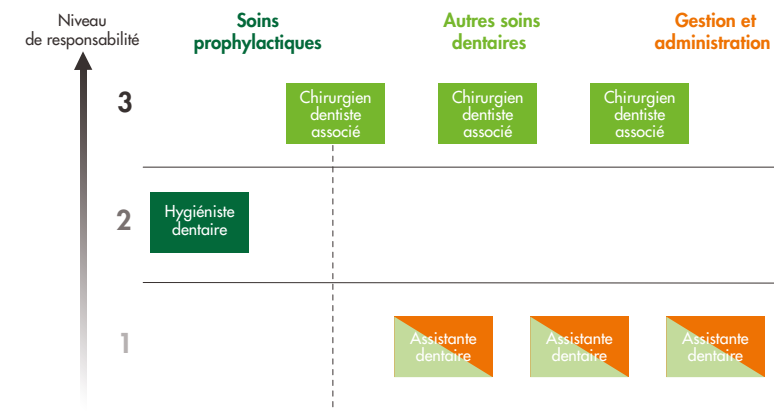 Niveau
de responsabilité
Soins
prophylactiques
Autres soins
dentaires
Gestion et
administration
3
Chirurgien
dentiste
associé
Chirurgien
dentiste
associé
Chirurgien
dentiste
associé
2
Hygiéniste
dentaire
1
Assistante
dentaire
Assistante
dentaire
Assistante
dentaire